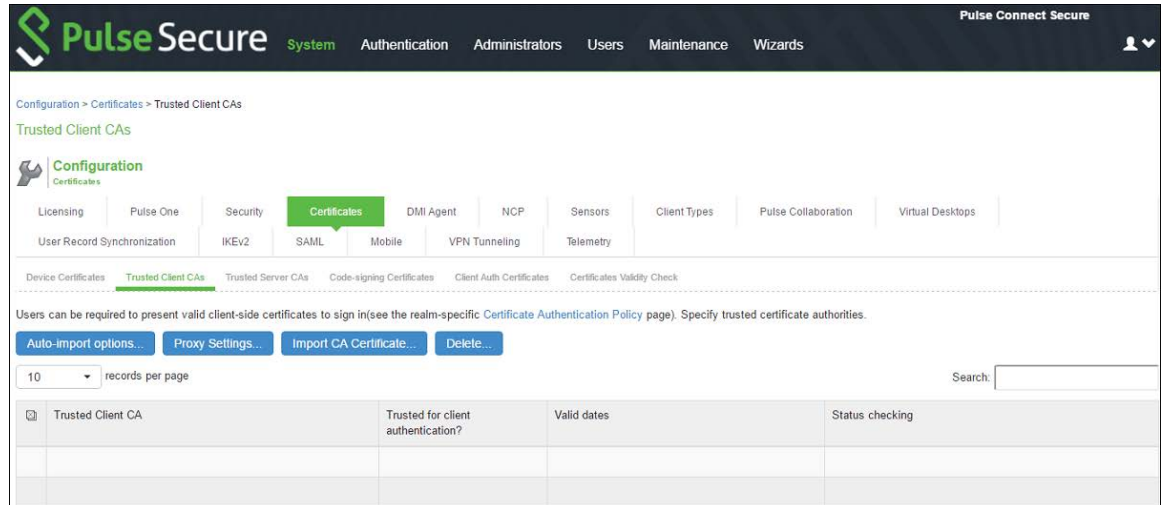 Pulse Connect Secure
Pulse Secure System Authentication Administrators Users Maintenance Wizards
Configuration > Certificates > Trusted Client CAs
Trusted Client CAs
Configuration
Certificates
Licensing Pulse One Security Certificates DMI Agent NCP Sensors Client Types Pulse Collaboration Virtual Desktops
User Record Synchronization IKEv2 SAML Mobile VPN Tunneling Telemetry
Device Certificates Trusted Client CAs Trusted Server CAs Code-signing Certificates Client Auth Certificates Certificates Validity Check
Users can be required to present valid client-side certificates to sign in(see the realm-specific Certificate Authentication Policy page). Specify trusted certificate authorities.
Auto-import options... Proxy Settings... Import CA Certificate... Delete...
10 records per page Search:
Trusted Client CA Trusted for client Valid dates Status checking
authentication?